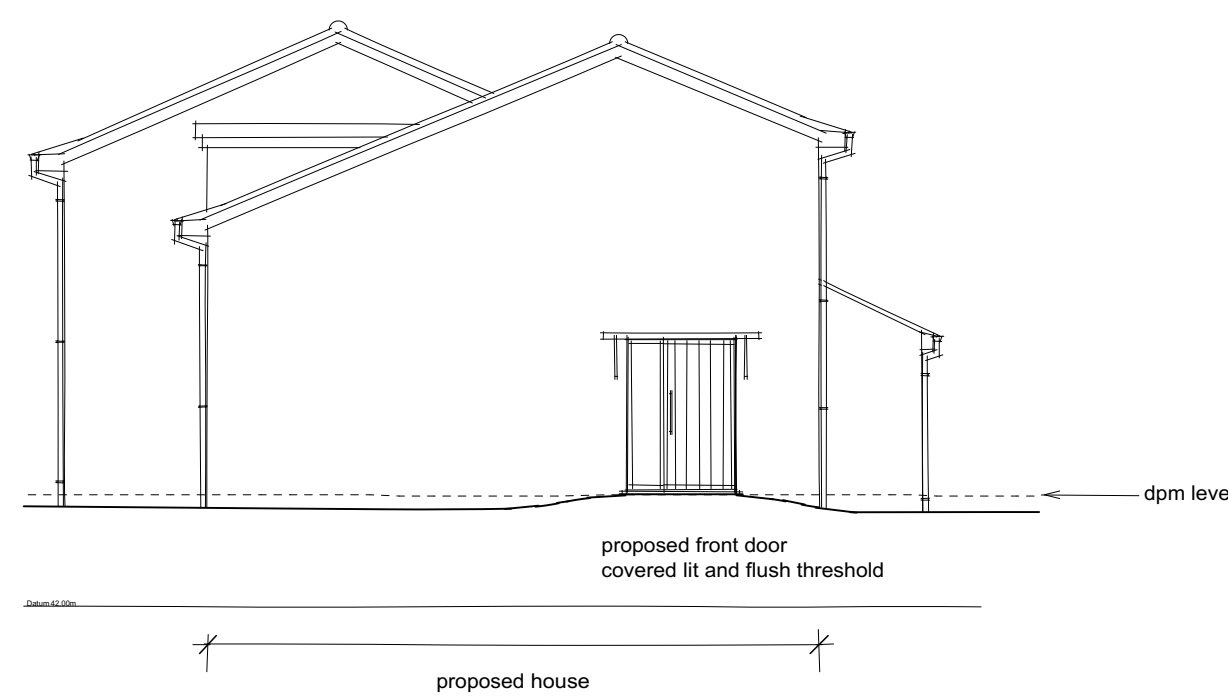 dpm leve
proposed front door
covered lit and flush threshold
Datum 42.00m
proposed house